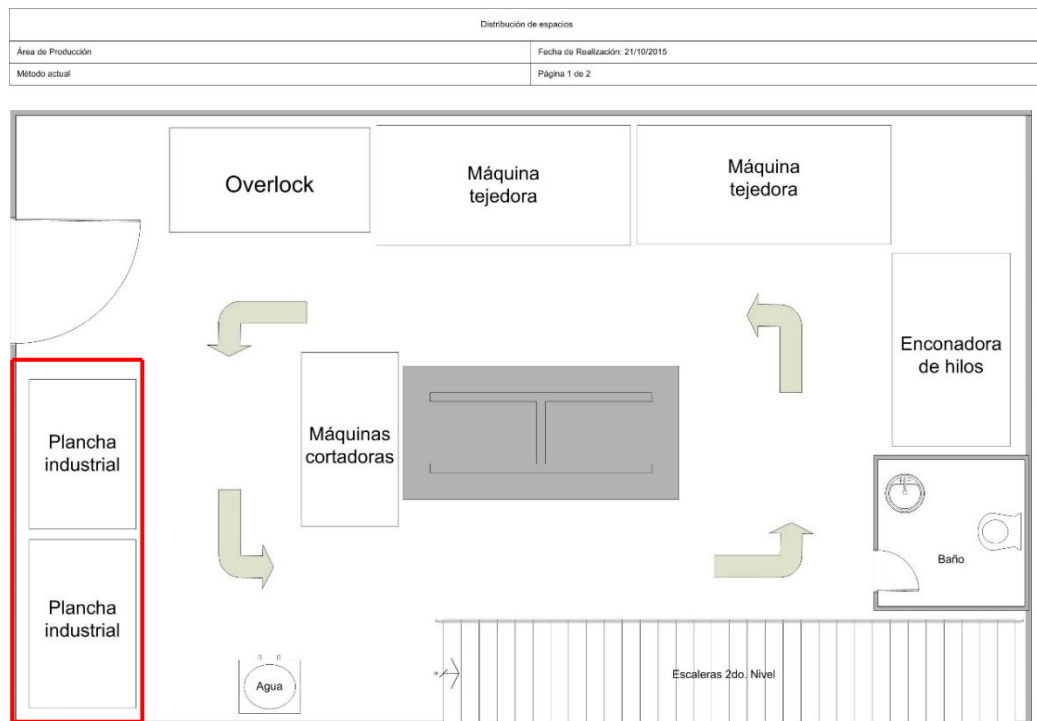 Distribución de espacios
Área de Producción
Fecha de Realización: 21/10/2015
Método actual
Página 1 de 2
Overlock
Máquina
tejedora
Máquina
tejedora
Enconadora
de hilos
Plancha
industrial
Máquinas
cortadoras
Plancha
industrial
Baño
Agua
Escaleras 2do. Nivel